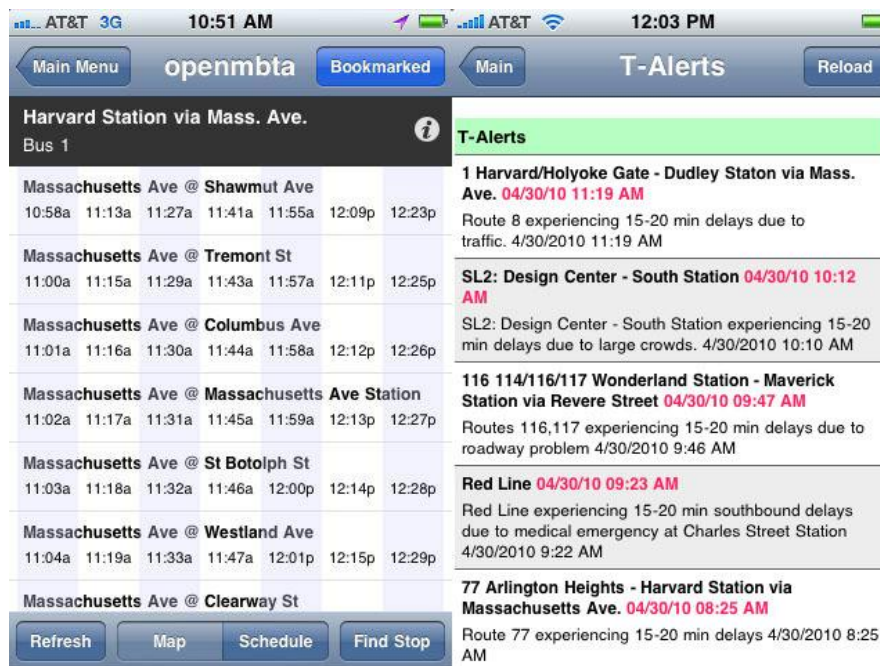 AT&T 3G 10:51 AM
Main Menu openmbta Bookmarked
Harvard Station via Mass. Ave.
Bus 1
Massachusetts Ave @ Shawmut Ave
10:58a 11:13a 11:27a 11:41a 11:55a 12:09p 12:23p
Massachusetts Ave @ Tremont St
11:00a 11:15a 11:29a 11:43a 11:57a 12:11p 12:25p
Massachusetts Ave @ Columbus Ave
11:01a 11:16a 11:30a 11:44a 11:58a 12:12p 12:26p
Massachusetts Ave @ Massachusetts Ave Station
11:02a 11:17a 11:31a 11:45a 11:59a 12:13p 12:27p
Massachusetts Ave @ St Botolph St
11:03a 11:18a 11:32a 11:46a 12:00p 12:14p 12:28p
Massachusetts Ave @ Westland Ave
11:04a 11:19a 11:33a 11:47a 12:01p 12:15p 12:29p
Massachusetts Ave @ Clearway St
Refresh Map Schedule Find Stop
AT&T 12:03 PM
Main T-Alerts Reload
T-Alerts
1 Harvard/Holyoke Gate - Dudley Staton via Mass.
Ave. 04/30/10 11:19 AM
Route 8 experiencing 15-20 min delays due to
traffic. 4/30/2010 11:19 AM
SL2: Design Center - South Station 04/30/10 10:12
AM
SL2: Design Center - South Station experiencing 15-20
min delays due to large crowds. 4/30/2010 10:10 AM
116 114/116/117 Wonderland Station - Maverick
Station via Revere Street 04/30/10 09:47 AM
Routes 116,117 experiencing 15-20 min delays due to
roadway problem 4/30/2010 9:46 AM
Red Line 04/30/10 09:23 AM
Red Line experiencing 15-20 min southbound delays
due to medical emergency at Charles Street Station
4/30/2010 9:22 AM
77 Arlington Heights - Harvard Station via
Massachusetts Ave. 04/30/10 08:25 AM
Route 77 experiencing 15-20 min delays 4/30/2010 8:25
AM